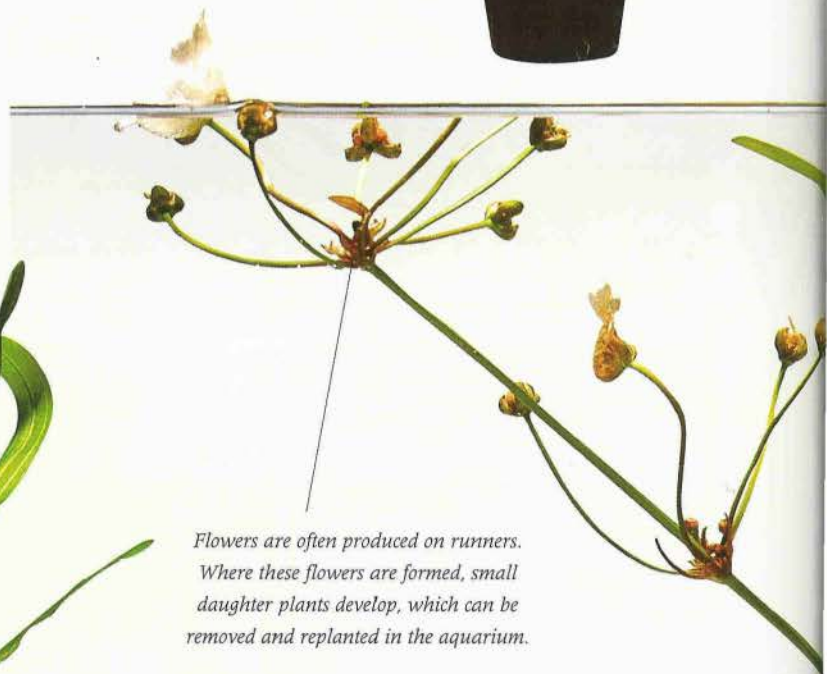 Flowers are often produced on runners.
Where these flowers are formed, small
daughter plants develop, which can be
removed and replanted in the aquarium.